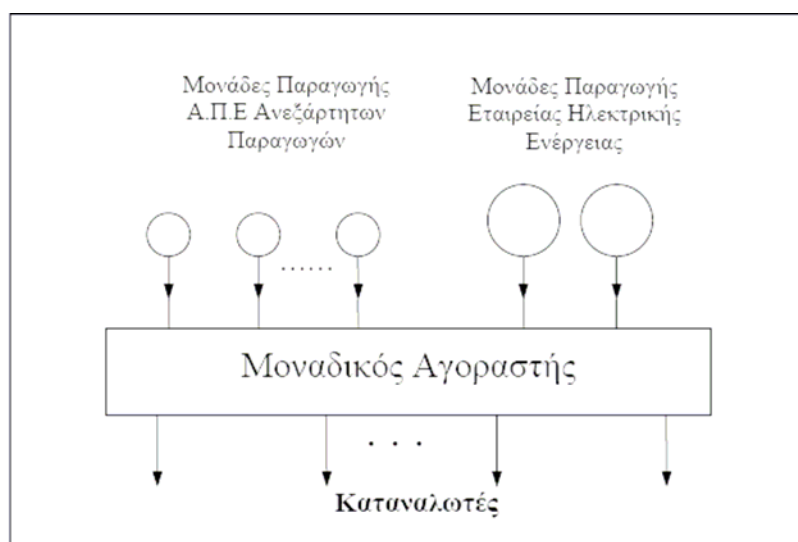 Μονάδες Παραγωγής
Α.Π.Ε Ανεξάρτητων
Παραγωγών
Μονάδες Παραγωγής
Εταιρείας Ηλεκτρικής
Ενέργειας
......
Μοναδικός Αγοραστής
. . .
Καταναλωτές